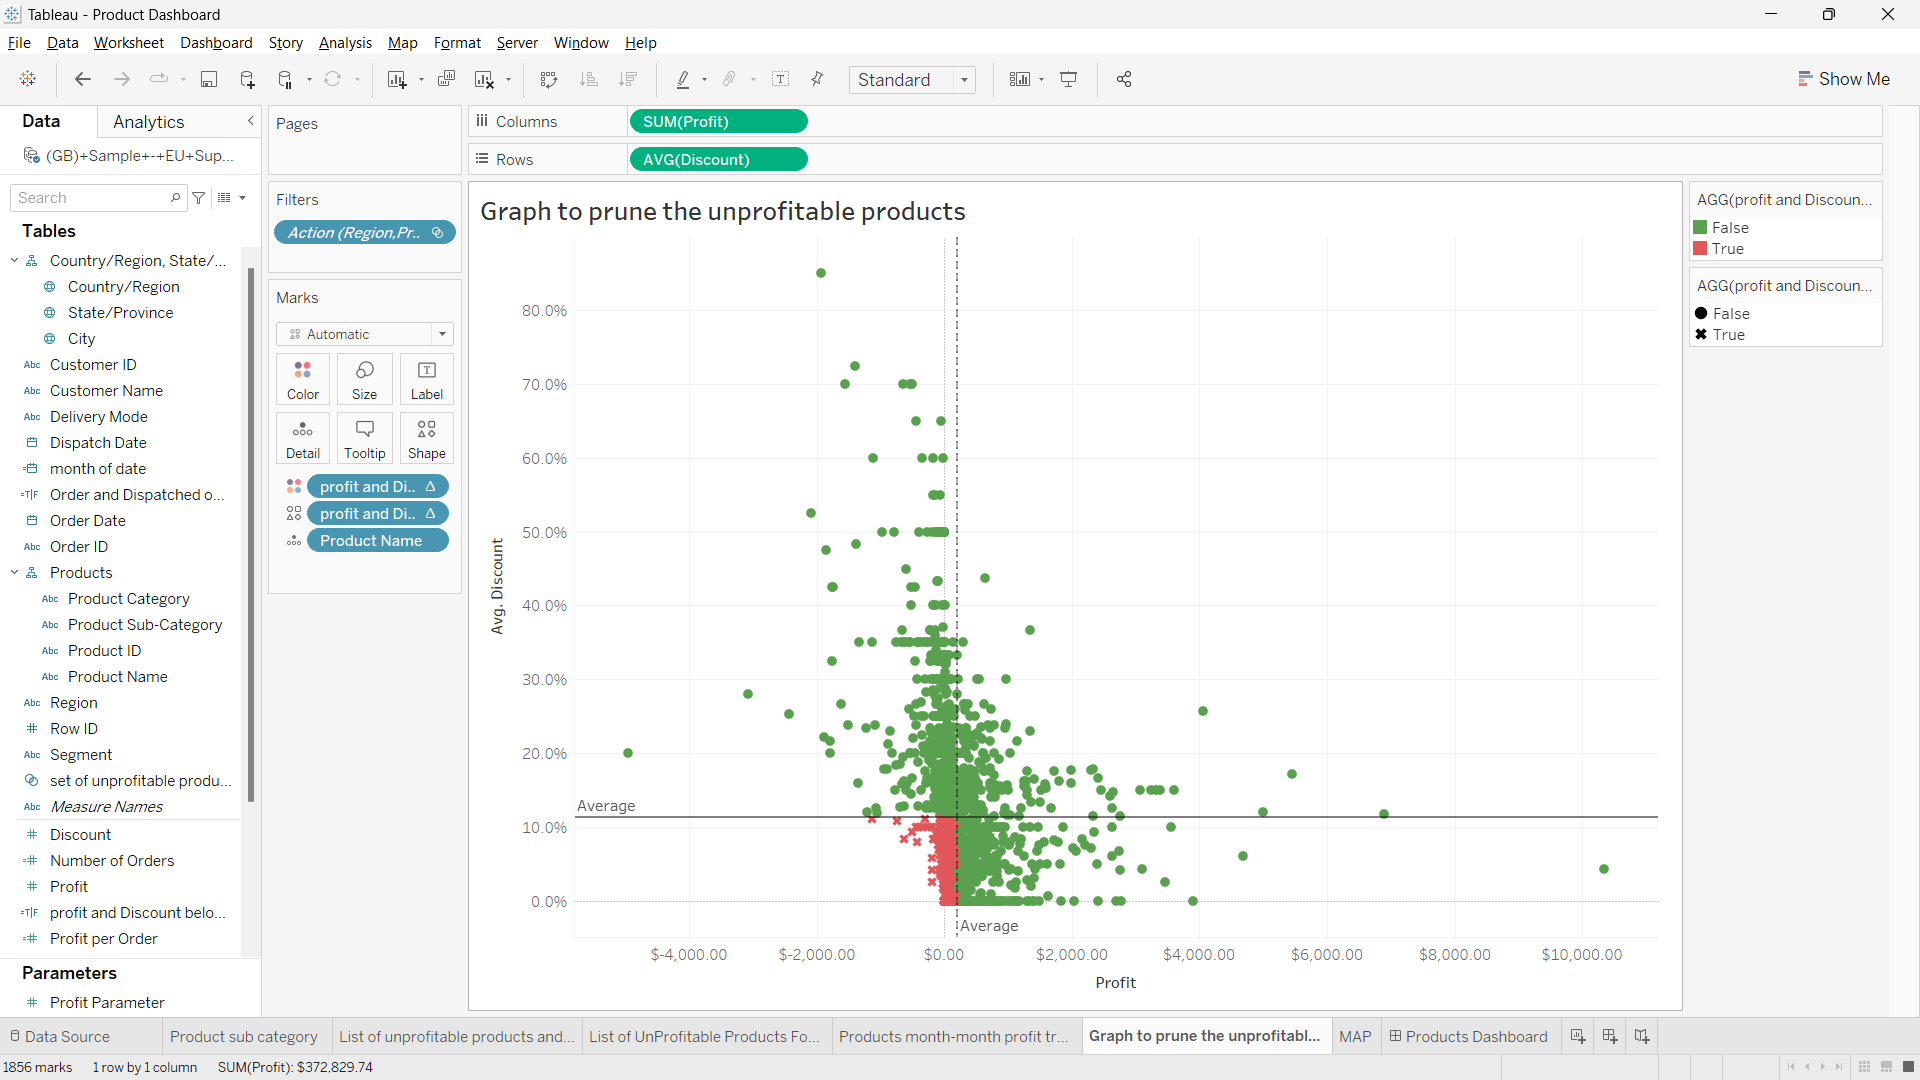 Tableau - Product Dashboard
File Data Worksheet Dashboard Story Analysis Map Format Server Window Help
Standard
Show Me
Data
Analytics
(GB)+Sample+-+EU+Sup...
Search
Tables
Country/Region, State/...
Country/Region
State/Province
City
Abc Customer ID
Abc Customer Name
Abc Delivery Mode
Dispatch Date
month of date
=T|F Order and Dispatched o...
Order Date
Abc Order ID
Products
Abc Product Category
Abc Product Sub-Category
Abc Product ID
Abc Product Name
Abc Region
# Row ID
Abc Segment
set of unprofitable produ...
Abc Measure Names
# Discount
=# Number of Orders
# Profit
=T|F profit and Discount belo...
=# Profit per Order
Parameters
# Profit Parameter
Pages
Filters
Action (Region,Pr..
Marks
Automatic
Color
Size
Label
Detail
Tooltip
Shape
profit and Di.. Δ
profit and Di.. Δ
Product Name
Columns
SUM(Profit)
Rows
AVG(Discount)
Graph to prune the unprofitable products
80.0%
70.0%
60.0%
50.0%
40.0%
30.0%
20.0%
10.0%
0.0%
Avg. Discount
Average
Average
$-4,000.00
$-2,000.00
$0.00
$2,000.00
$4,000.00
$6,000.00
$8,000.00
$10,000.00
Profit
AGG(profit and Discoun...
False
True
AGG(profit and Discoun...
False
True
Data Source
Product sub category
List of unprofitable products and...
List of UnProfitable Products Fo...
Products month-month profit tr...
Graph to prune the unprofitabl...
MAP
Products Dashboard
1856 marks
1 row by 1 column
SUM(Profit): $372,829.74